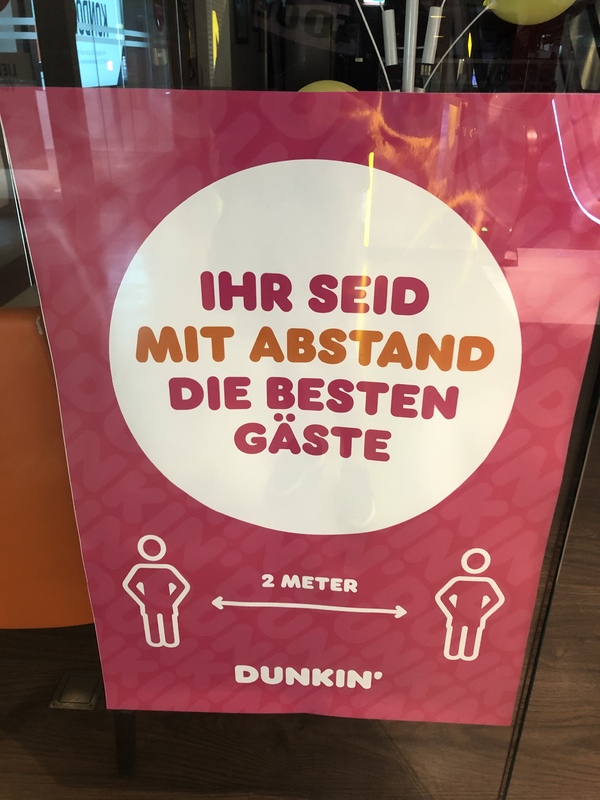 IHR SEID
MIT ABSTAND
DIE BESTEN
GÄSTE
2 METER
DUNKIN'